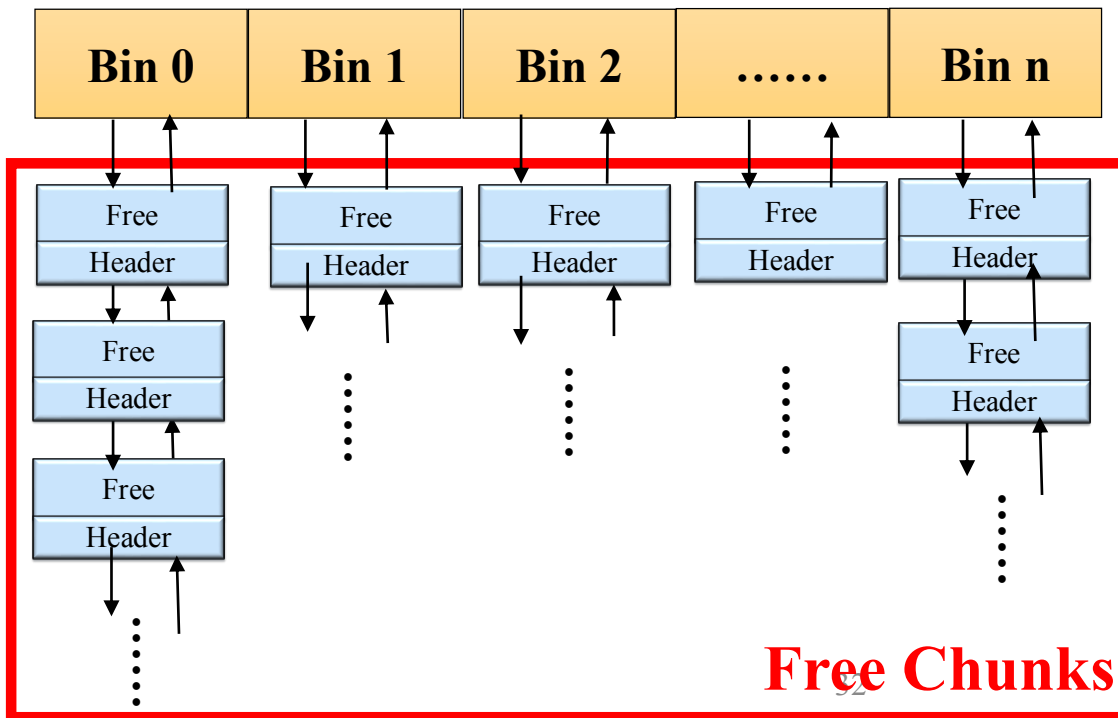 Bin 0 Bin 1 Bin 2 ...... Bin n
Free Free Free Free Free
Header Header Header Header Header
Free Free
Header Header
Free
Header
Free Chunks
32